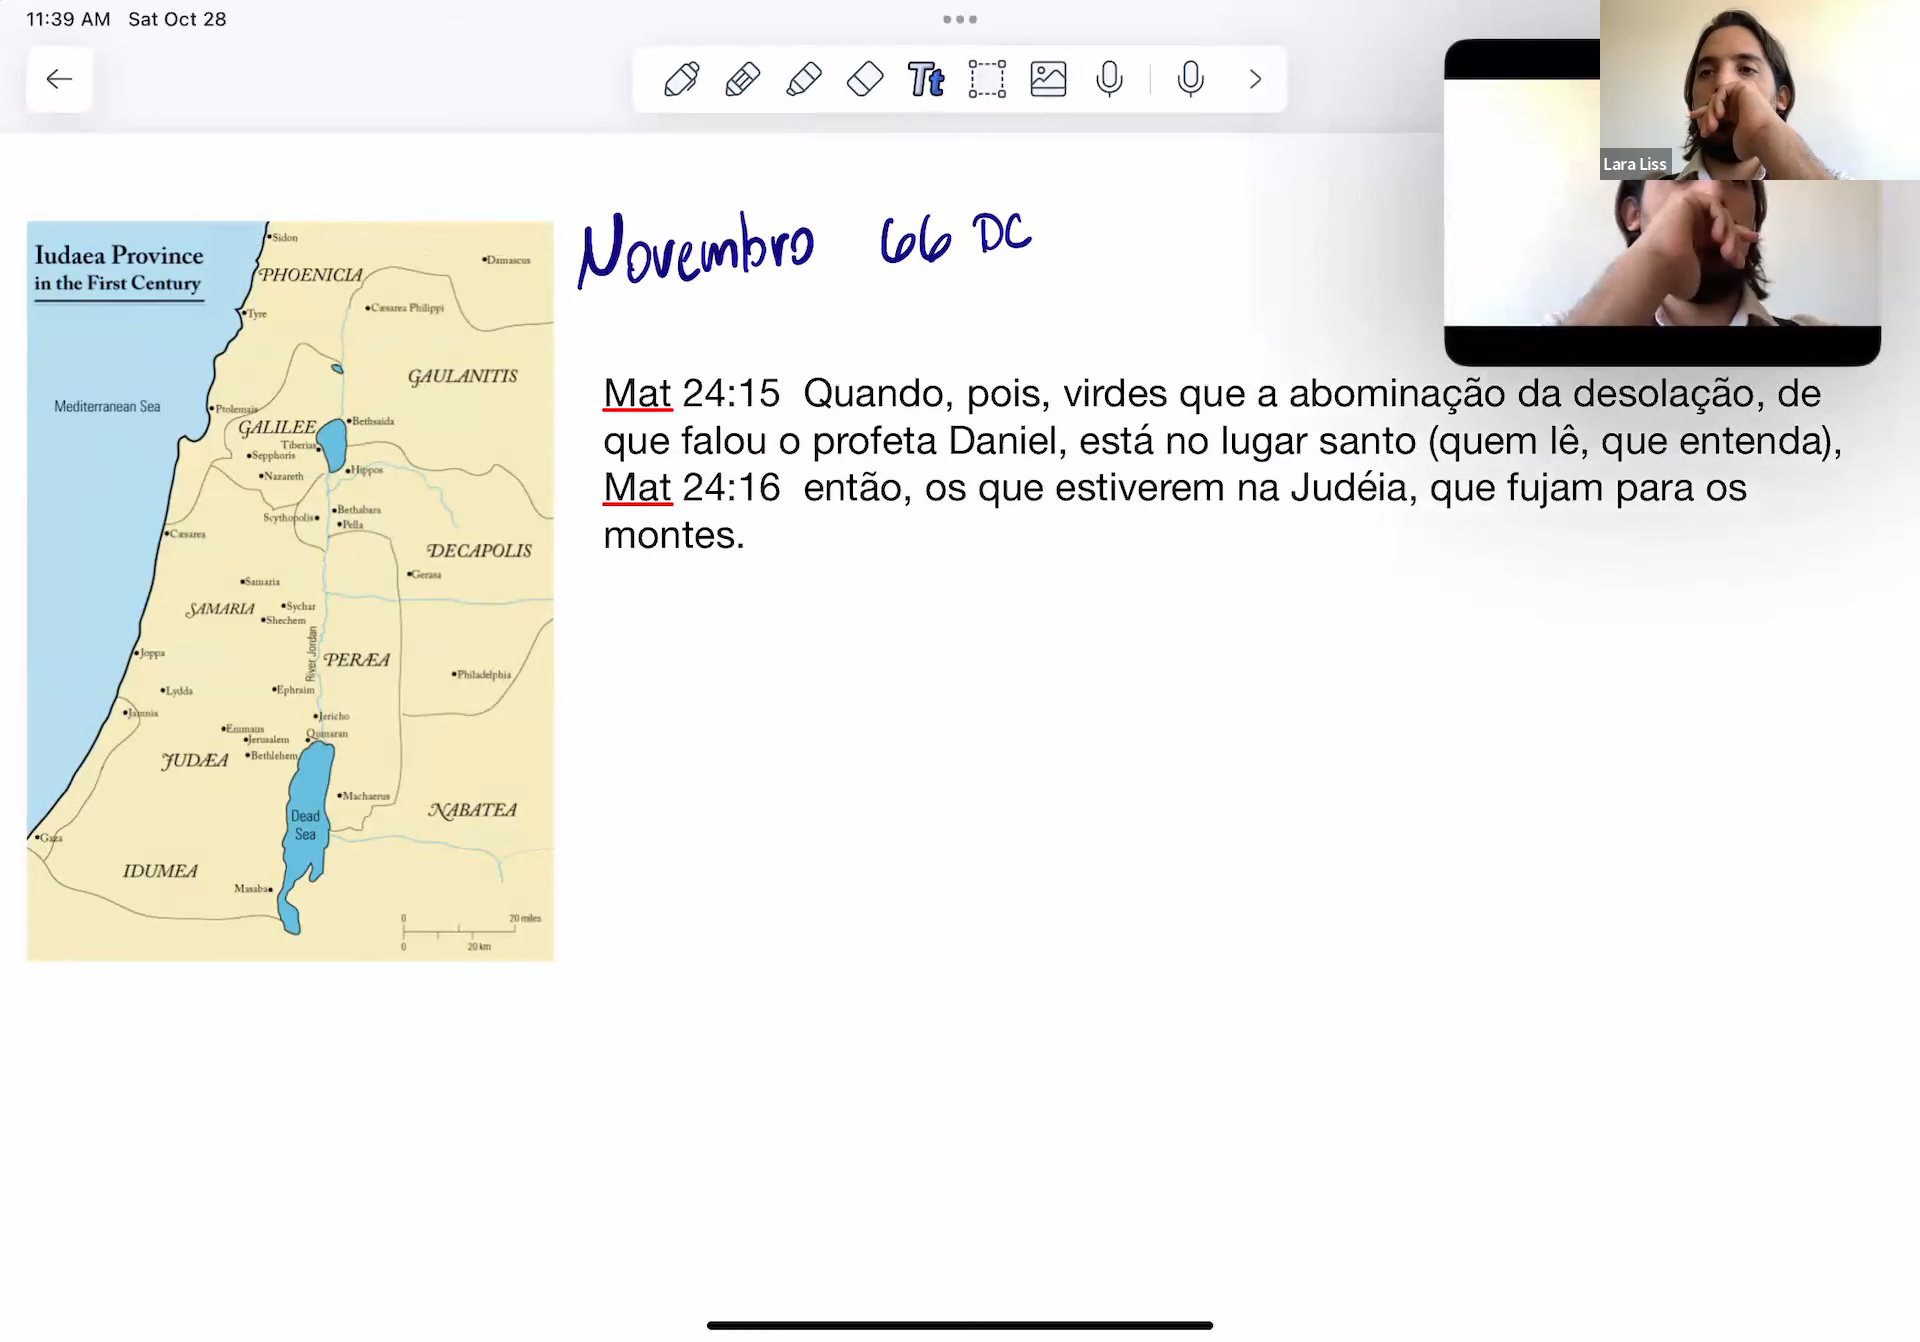 11:39 AM Sat Oct 28
Tt
Lara Liss
Novembro 66 DC
Mat 24:15 Quando, pois, virdes que a abominação da desolação, de
que falou o profeta Daniel, está no lugar santo (quem lê, que entenda),
Mat 24:16 então, os que estiverem na Judéia, que fujam para os
montes.
Iudaea Province
in the First Century
Sidon
Damascus
PHOENICIA
Cæsarea Philippi
Tyre
GAULANITIS
Mediterranean Sea
Ptolemais
Bethsaida
GALILEE
Tiberias
Sepphoris
Hippos
Nazareth
Bethabara
Scythopolis
Pella
Cæsarea
DECAPOLIS
Gerasa
Samaria
SAMARIA
Sychar
Shechem
River Jordan
Joppa
PERÆA
Philadelphia
Lydda
Ephraim
Jamnia
Jericho
Emmaus
Qumaran
Jerusalem
JUDÆA
Bethlehem
Machaerus
NABATEA
Dead
Sea
Gaza
IDUMEA
Masaba
0 20 miles
0 20 km